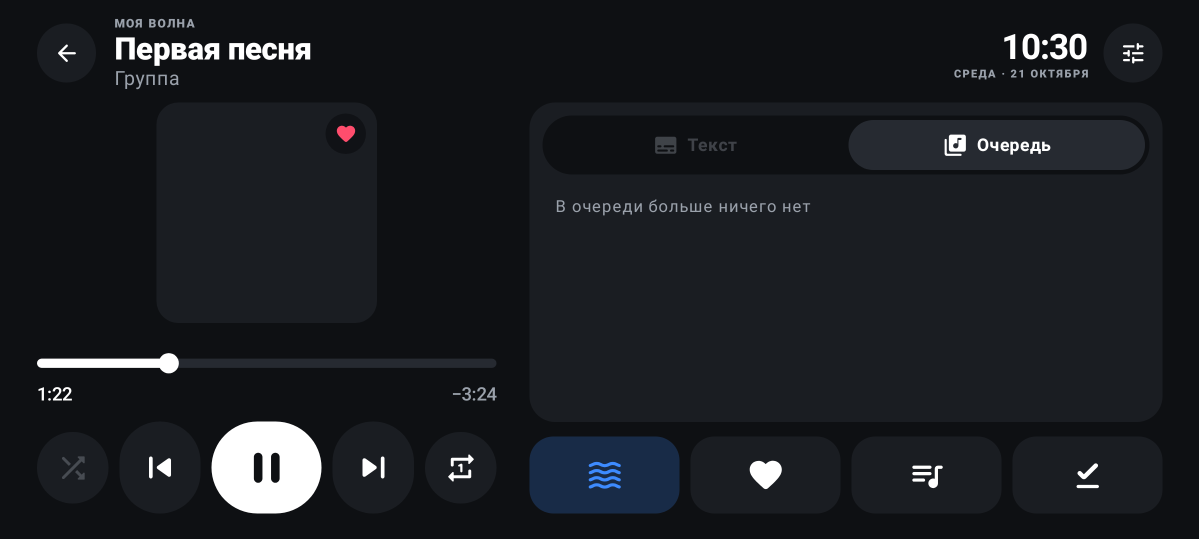 МОЯ ВОЛНА
Первая песня
Группа
10:30
СРЕДА · 21 ОКТЯБРЯ
Текст
Очередь
В очереди больше ничего нет
1:22
−3:24
1